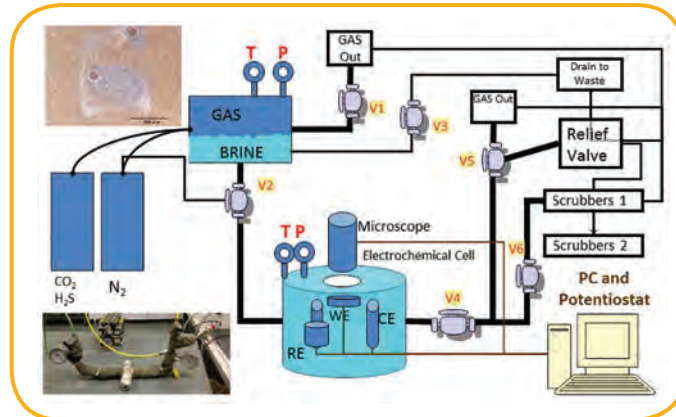 GAS
Out
T P
Drain to
Waste
V1
GAS Out
V3
GAS
BRINE
Relief
Valve
V5
V2
Scrubbers 1
Microscope
T P
V6
Scrubbers 2
Electrochemical Cell
CO2
H2S
N2
PC and
Potentiostat
V4
WE
CE
RE